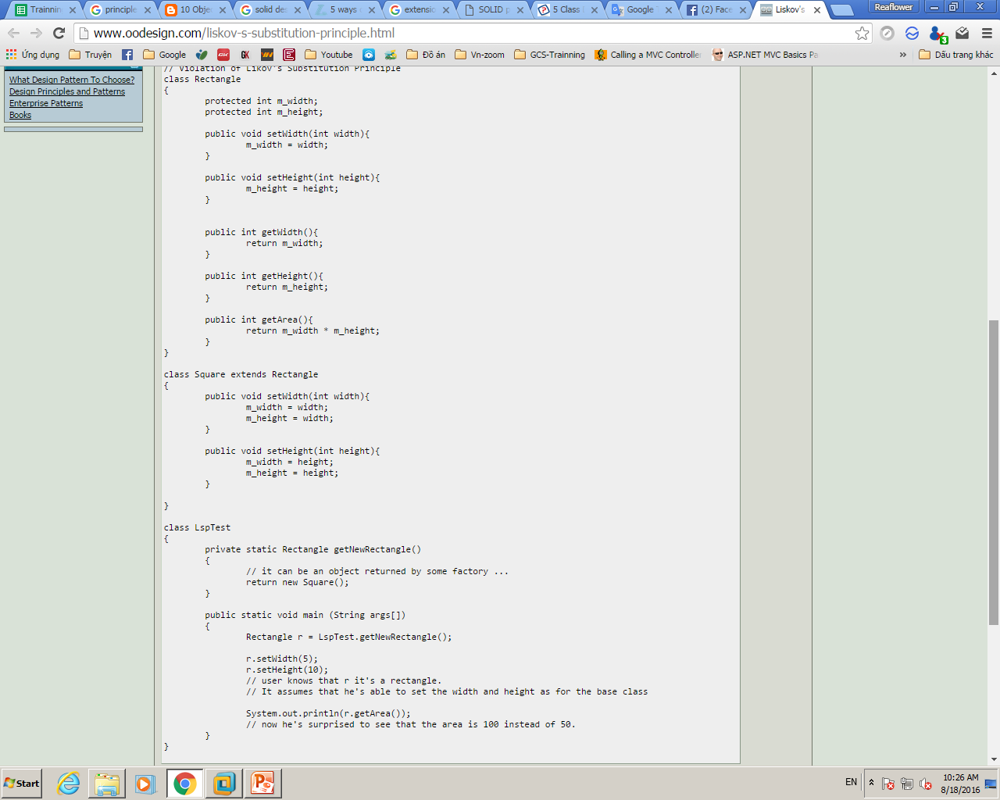 Trainnin
principle
10 Obje
solid de
5 ways
extensio
SOLID p
5 Class
Google T
(2) Face
Liskov's
Reaflower
www.oodesign.com/liskov-s-substitution-principle.html
3
Ứng dụng
Truyện
Google
GK
Youtube
Đồ án
Vn-zoom
GCS-Trainning
Calling a MVC Controlle
ASP.NET MVC Basics Pa
»
Dấu trang khác
What Design Pattern To Choose?
Design Principles and Patterns
Enterprise Patterns
Books
// Violation of Likov's Substitution Principle
class Rectangle
{
protected int m_width;
protected int m_height;
public void setWidth(int width){
m_width = width;
}
public void setHeight(int height){
m_height = height;
}
public int getWidth(){
return m_width;
}
public int getHeight(){
return m_height;
}
public int getArea(){
return m_width * m_height;
}
}
class Square extends Rectangle
{
public void setWidth(int width){
m_width = width;
m_height = width;
}
public void setHeight(int height){
m_width = height;
m_height = height;
}
}
class LspTest
{
private static Rectangle getNewRectangle()
{
// it can be an object returned by some factory ...
return new Square();
}
public static void main (String args[])
{
Rectangle r = LspTest.getNewRectangle();
r.setWidth(5);
r.setHeight(10);
// user knows that r it's a rectangle.
// It assumes that he's able to set the width and height as for the base class
System.out.println(r.getArea());
// now he's surprised to see that the area is 100 instead of 50.
}
}
Start
EN
10:26 AM
8/18/2016